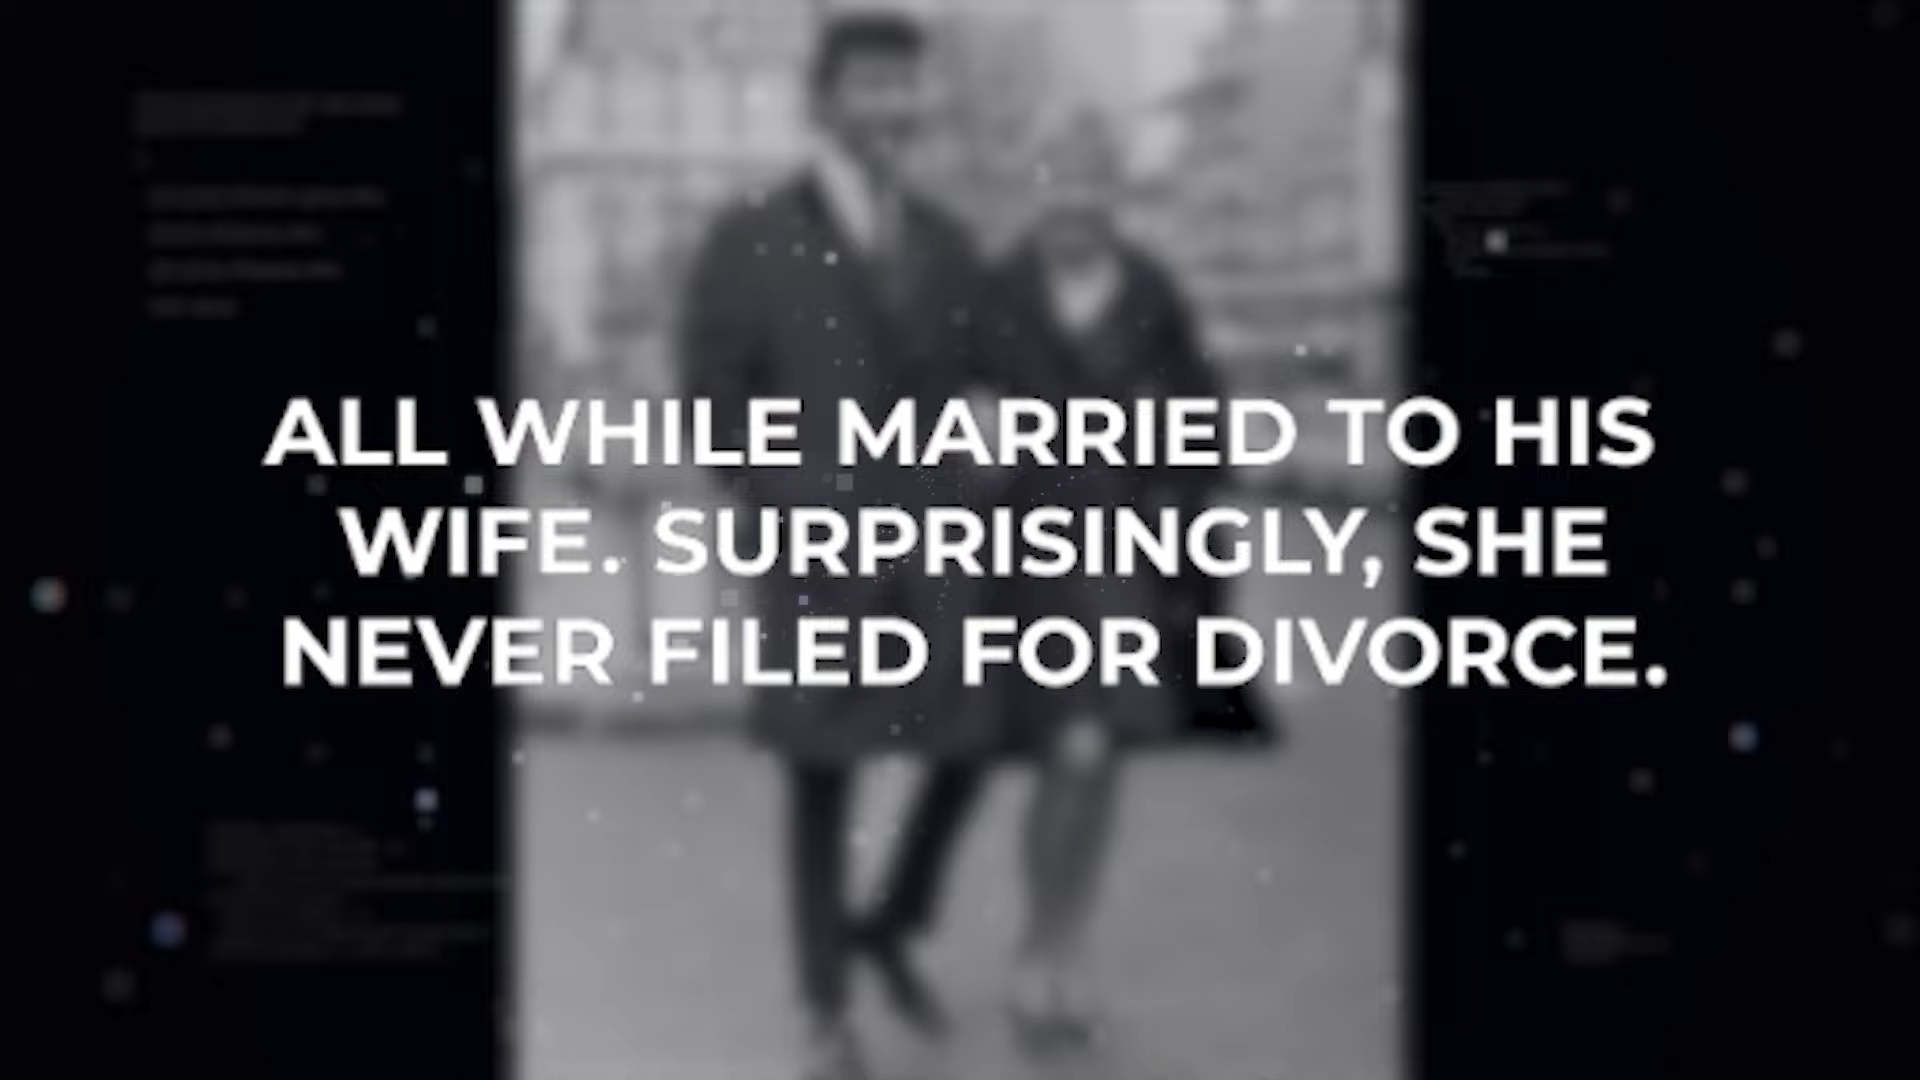 ALL WHILE MARRIED TO HIS
WIFE. SURPRISINGLY, SHE
NEVER FILED FOR DIVORCE.